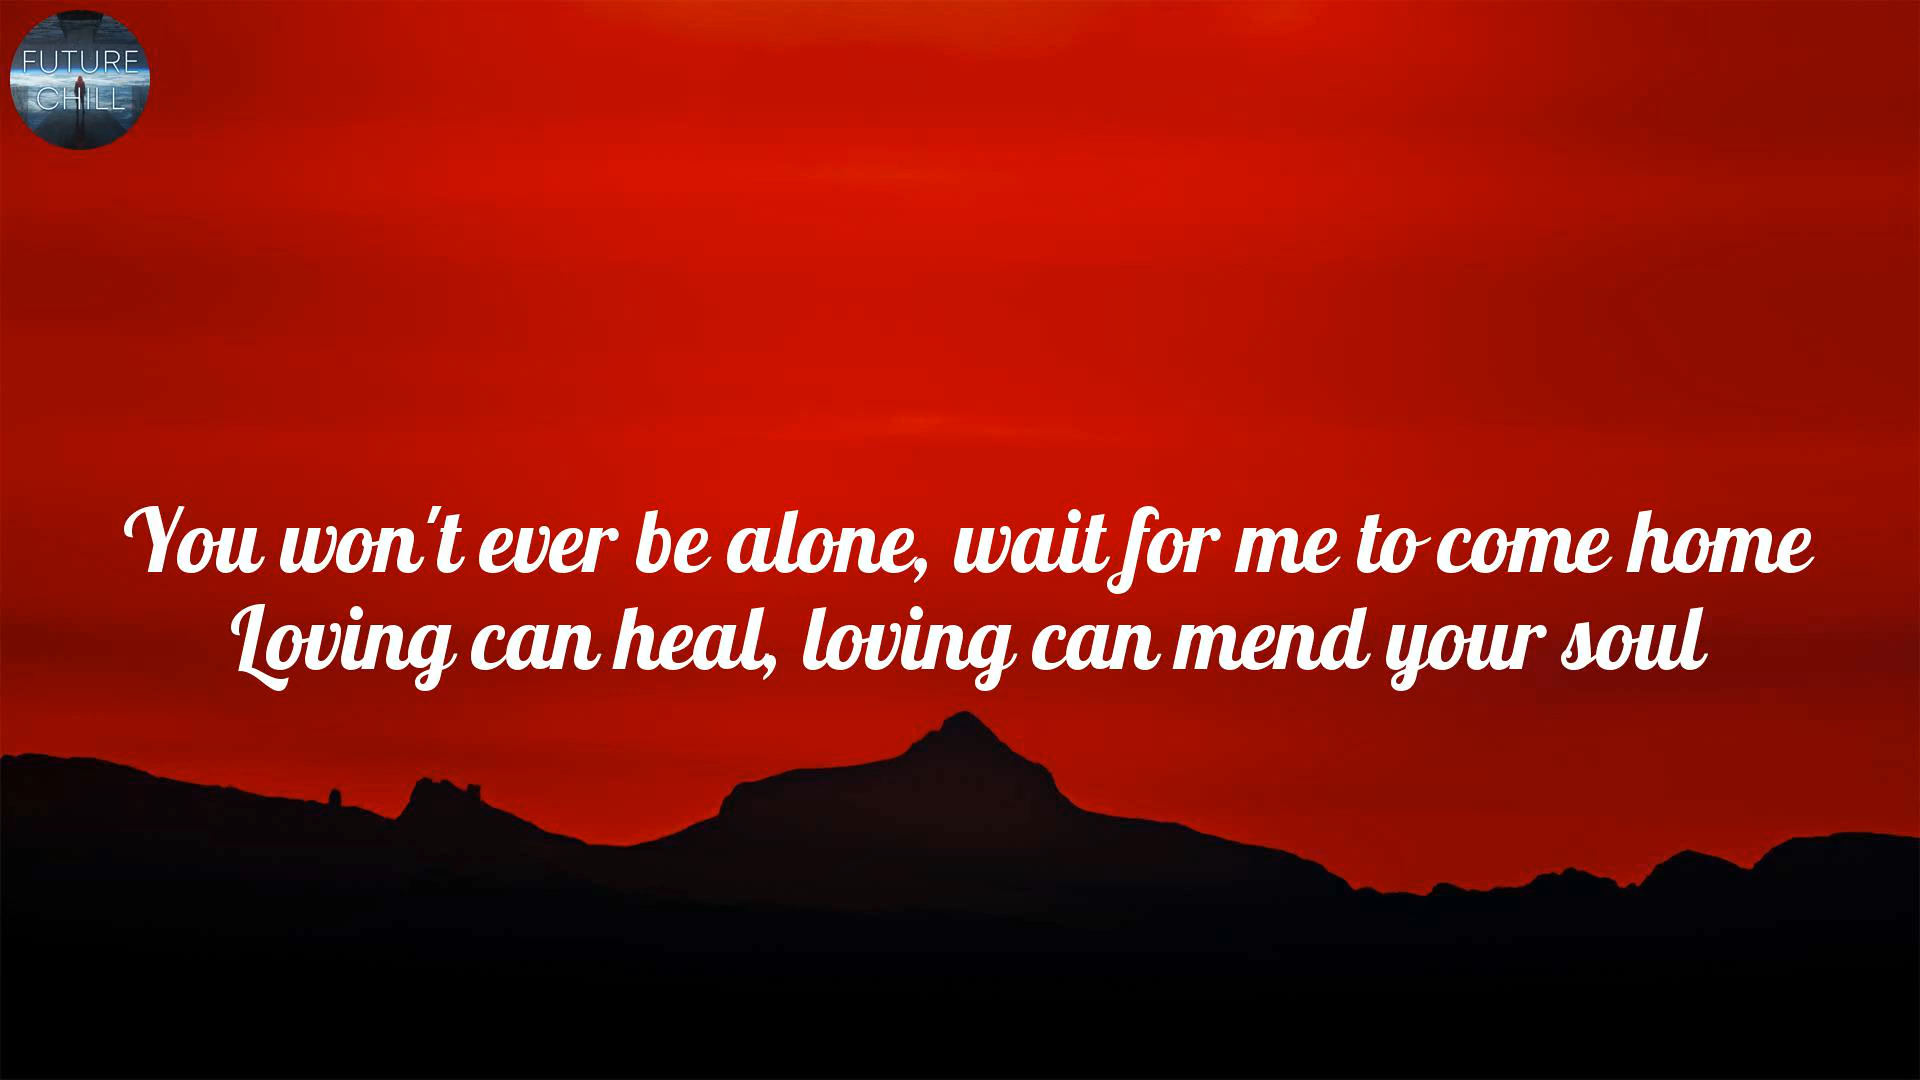 FUTURE
CHILL
You won't ever be alone, wait for me to come home
Loving can heal, loving can mend your soul